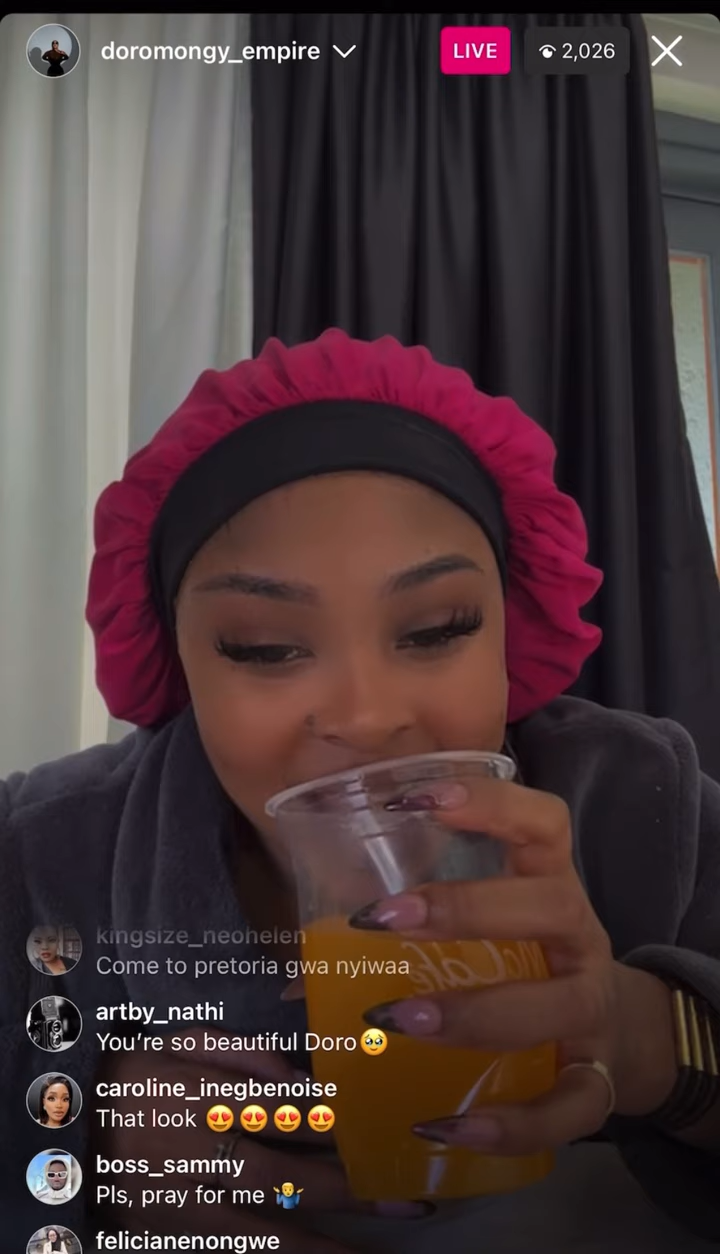 doromongy_empire
LIVE
2,026
kingsize_neohelen
Come to pretoria gwa nyiwaa
McCafé
artby_nathi
You’re so beautiful Doro🥹
caroline_inegbenoise
That look 😍😍😍😍
boss_sammy
Pls, pray for me 🤷‍♂️
felicianenongwe